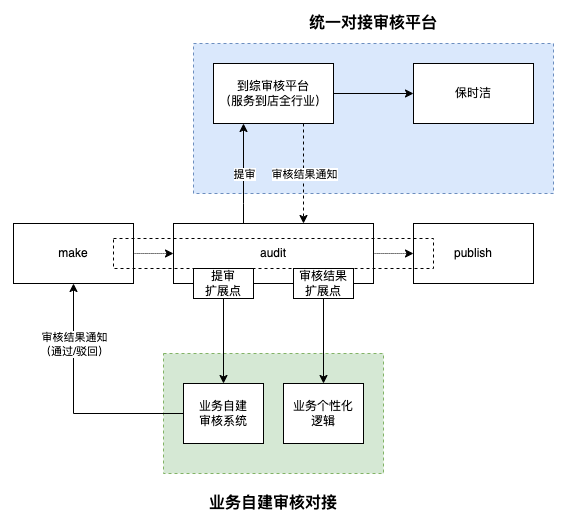 统一对接审核平台
到综审核平台
（服务到店全行业）
保时洁
提审
审核结果通知
make
audit
publish
提审
扩展点
审核结果
扩展点
审核结果通知
（通过/驳回）
业务自建
审核系统
业务个性化
逻辑
业务自建审核对接